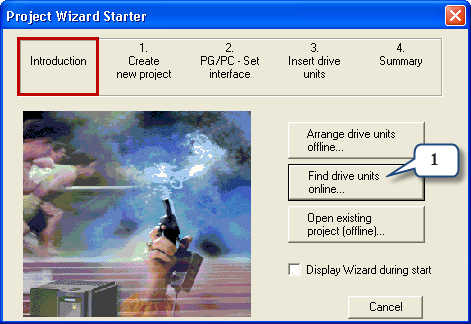 Project Wizard Starter
Introduction
1.
Create
new project
2.
PG/PC - Set
interface
3.
Insert drive
units
4.
Summary
Arrange drive units
offline...
1
Find drive units
online...
Open existing
project (offline)...
Display Wizard during start
Cancel